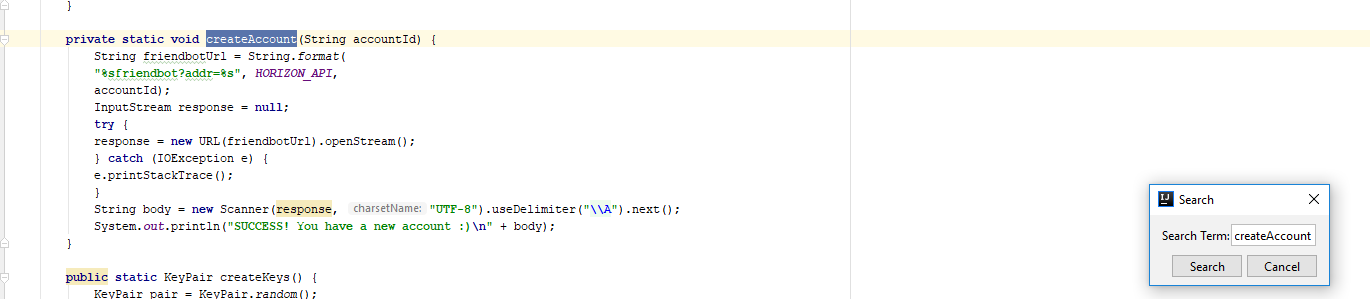 }
private static void createAccount(String accountId) {
String friendbotUrl = String.format(
"%sfriendbot?addr=%s", HORIZON_API,
accountId);
InputStream response = null;
try {
response = new URL(friendbotUrl).openStream();
} catch (IOException e) {
e.printStackTrace();
}
String body = new Scanner(response, charsetName: "UTF-8").useDelimiter("\\A").next();
System.out.println("SUCCESS! You have a new account :)\n" + body);
}
public static KeyPair createKeys() {
KeyPair pair = KeyPair.random();
IJ Search
Search Term: createAccount
Search Cancel